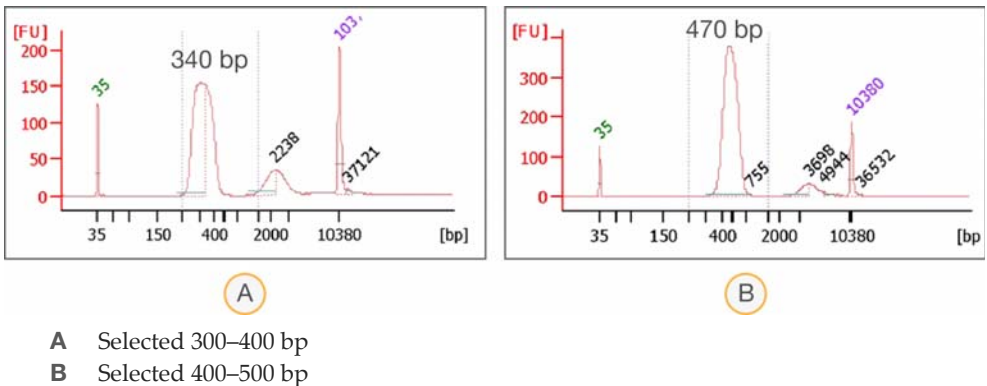 [FU]
200
150
100
50
0
35
340 bp
2238
103,
37121
35 150 400 2000 10380 [bp]
A
[FU]
300
200
100
0
35
470 bp
755
3698
4944
10380
36532
35 150 400 2000 10380 [bp
B
A Selected 300–400 bp
B Selected 400–500 bp